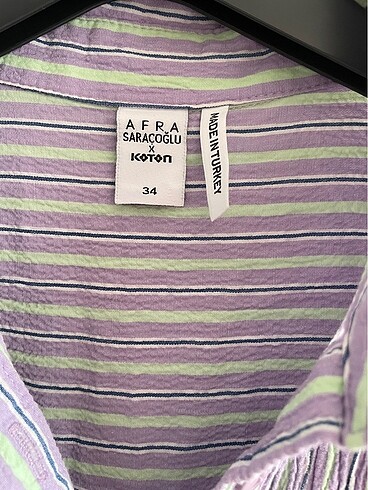 AFRA
SARAÇOĞLU
X
KOTON
34
MADE IN TURKEY